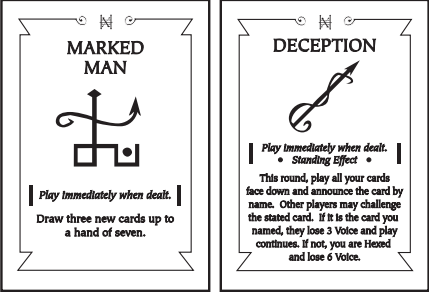 MARKED
MAN
Play immediately when dealt.
Draw three new cards up to
a hand of seven.
DECEPTION
Play immediately when dealt.
• Standing Effect •
This round, play all your cards
face down and announce the card by
name. Other players may challenge
the stated card. If it is the card you
named, they lose 3 Voice and play
continues. If not, you are Hexed
and lose 6 Voice.